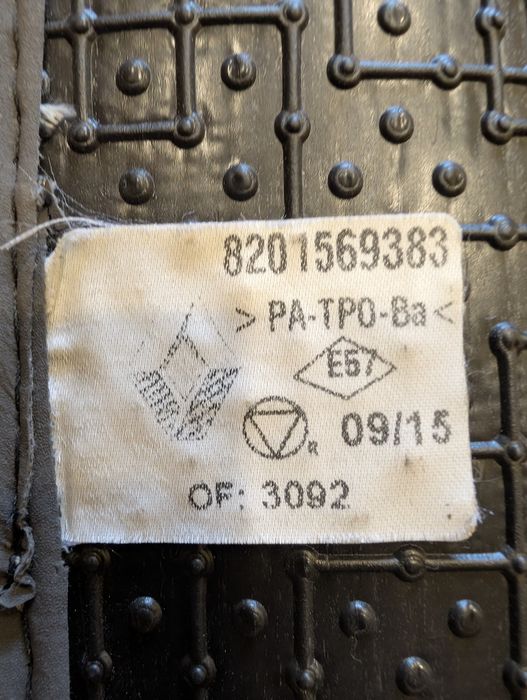 8201569383
> PA-TPO-Ba <
E57
R 09/15
OF: 3092